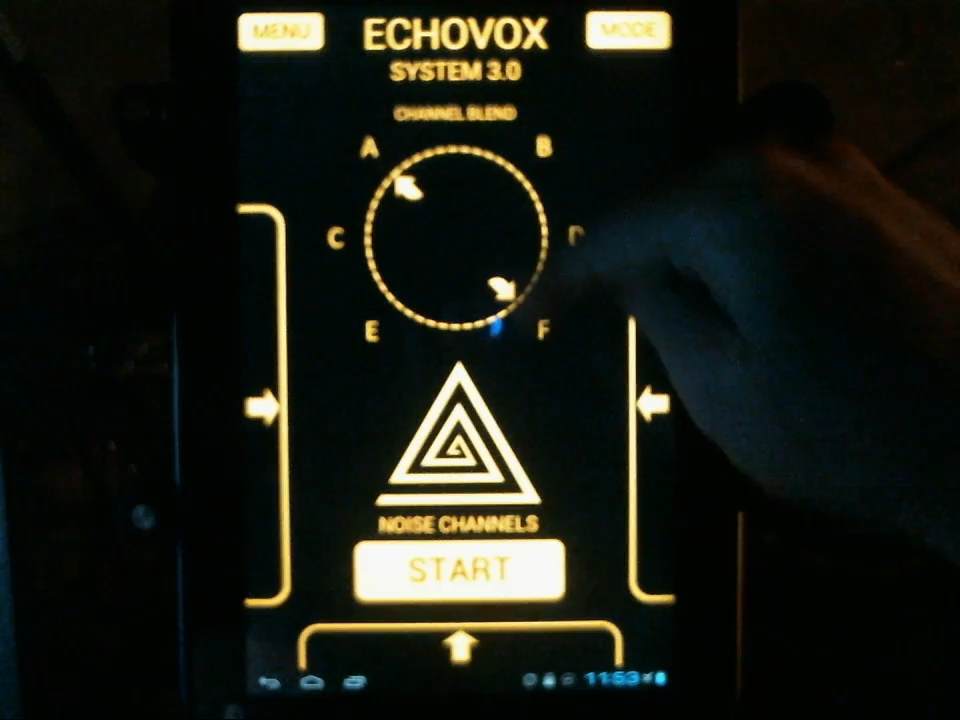 MENU ECHOVOX MODE
SYSTEM 3.0
CHANNEL BLEND
A B
C D
E F
NOISE CHANNELS
START
11:53